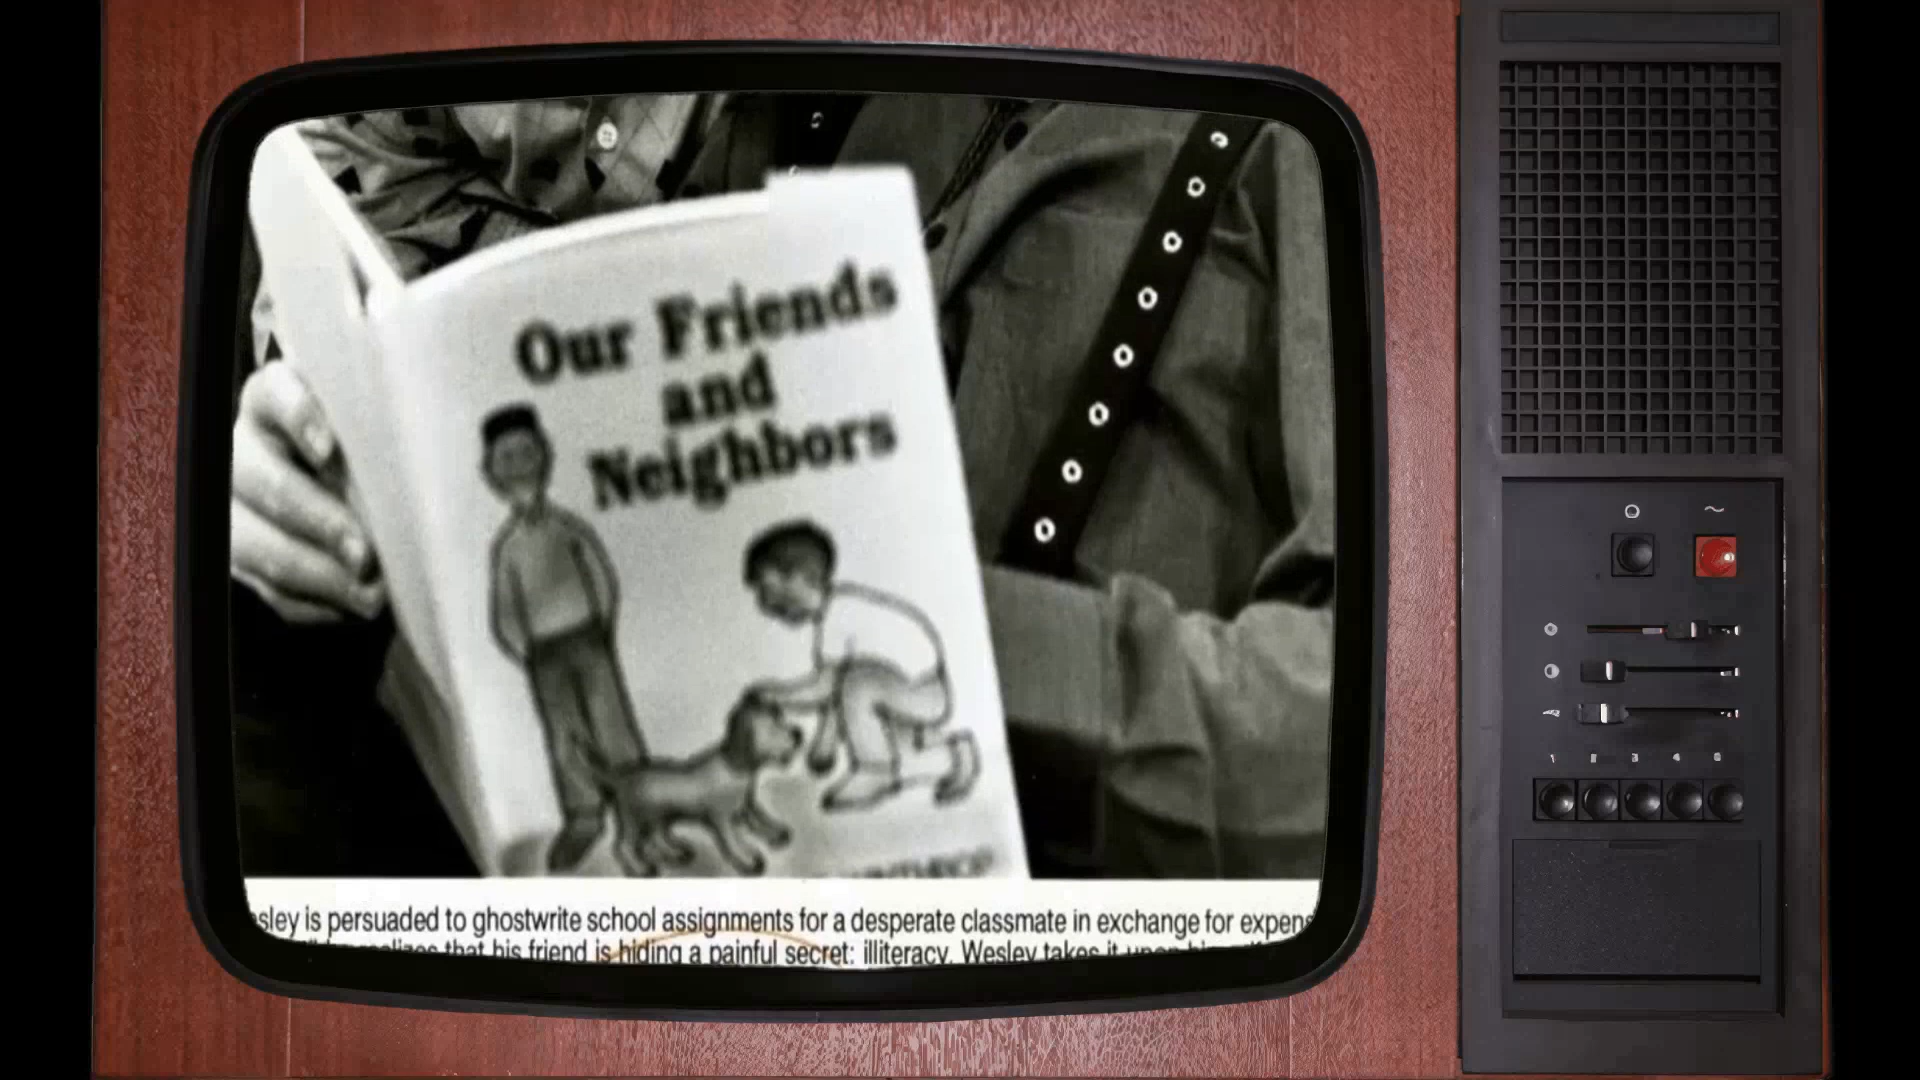 Our Friends
and
Neighbors
sley is persuaded to ghostwrite school assignments for a desperate classmate in exchange for expens
that his friend is hiding a painful secret: illiteracy. Wesley takes it upon